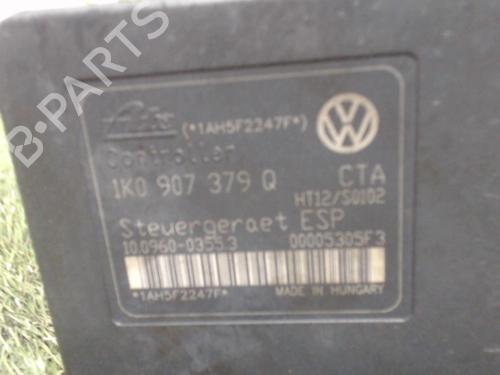 B-PARTS
Ate (*1AH5F2247F*)
Controller
1K0 907 379 Q CTA
HT12/S0102
Steuergeraet ESP
10.0960-0355.3 00005305F3
*1AH5F2247F* MADE IN HUNGARY